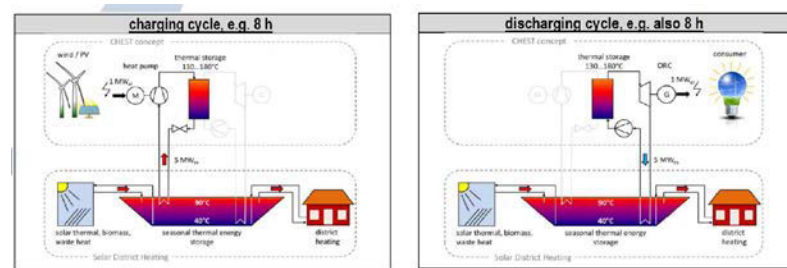 charging cycle, e.g. 8 h
CHEST concept
wind / PV
heat pump
thermal storage
130...180°C
1 MWel
M
5 MWth
90°C
40°C
solar thermal, biomass,
waste heat
seasonal thermal energy
storage
district
heating
Solar District Heating
discharging cycle, e.g. also 8 h
CHEST concept
thermal storage
130...180°C
ORC
consumer
1 MWel
G
5 MWth
90°C
40°C
solar thermal, biomass,
waste heat
seasonal thermal energy
storage
district
heating
Solar District Heating